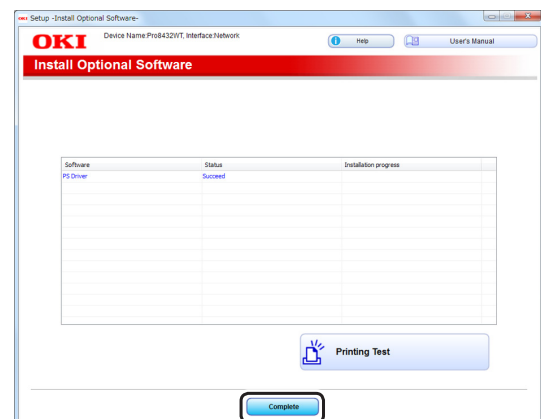 OKI Setup -Install Optional Software-
OKI Device Name:Pro8432WT, Interface:Network Help User's Manual
Install Optional Software
Software Status Installation progress
PS Driver Succeed
Printing Test
Complete